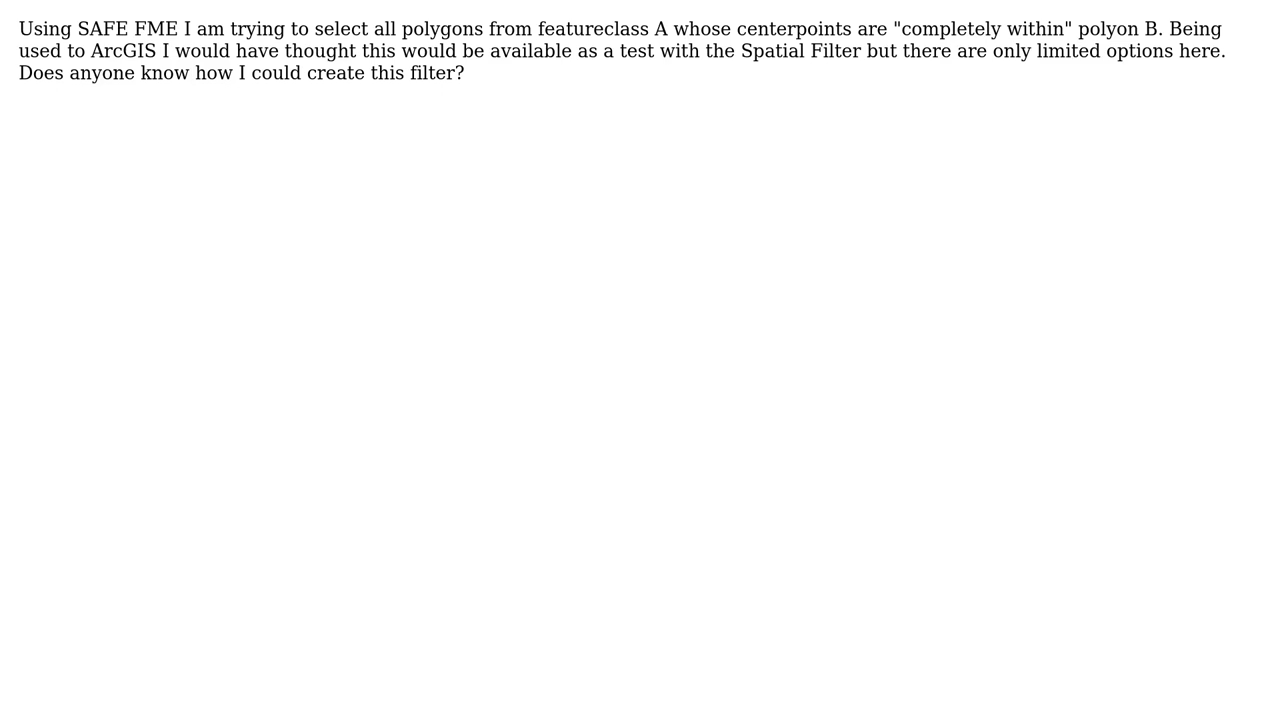 Using SAFE FME I am trying to select all polygons from featureclass A whose centerpoints are "completely within" polyon B. Being
used to ArcGIS I would have thought this would be available as a test with the Spatial Filter but there are only limited options here.
Does anyone know how I could create this filter?